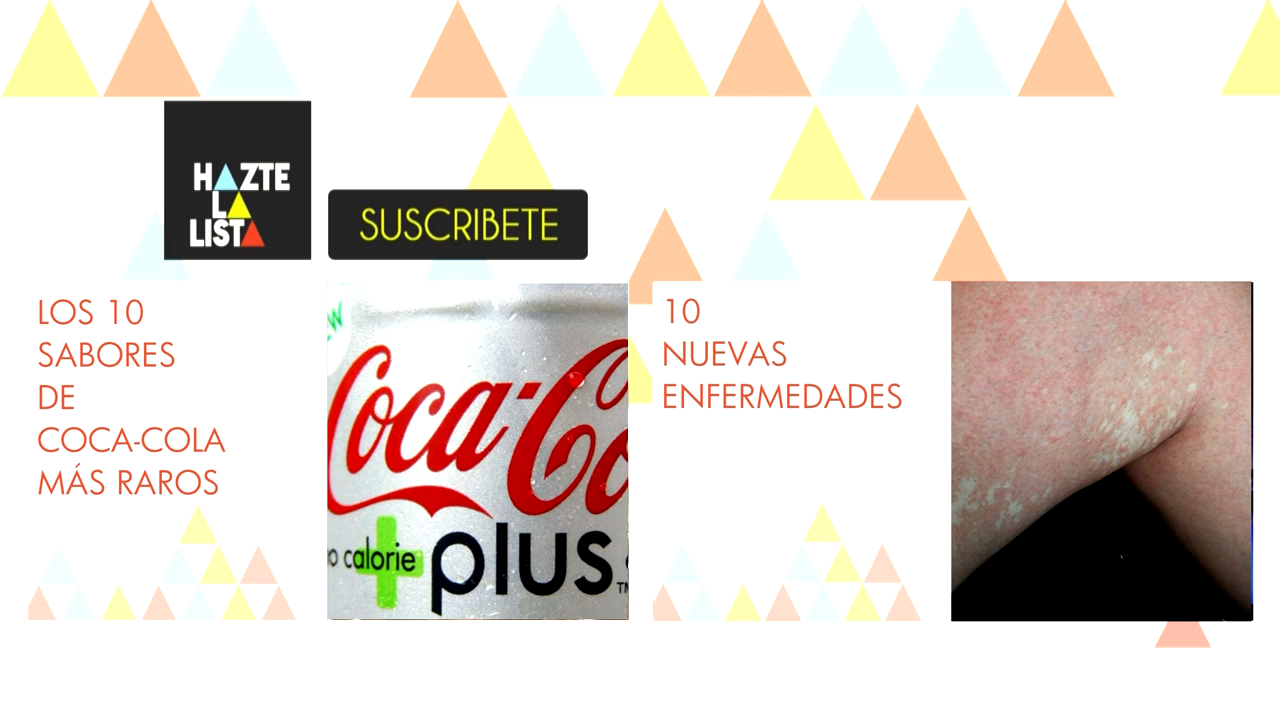 HAZTE
LA
LISTA
SUSCRIBETE
LOS 10
SABORES
DE
COCA-COLA
MÁS RAROS
Coca-Co
calorie plus
TM
10
NUEVAS
ENFERMEDADES